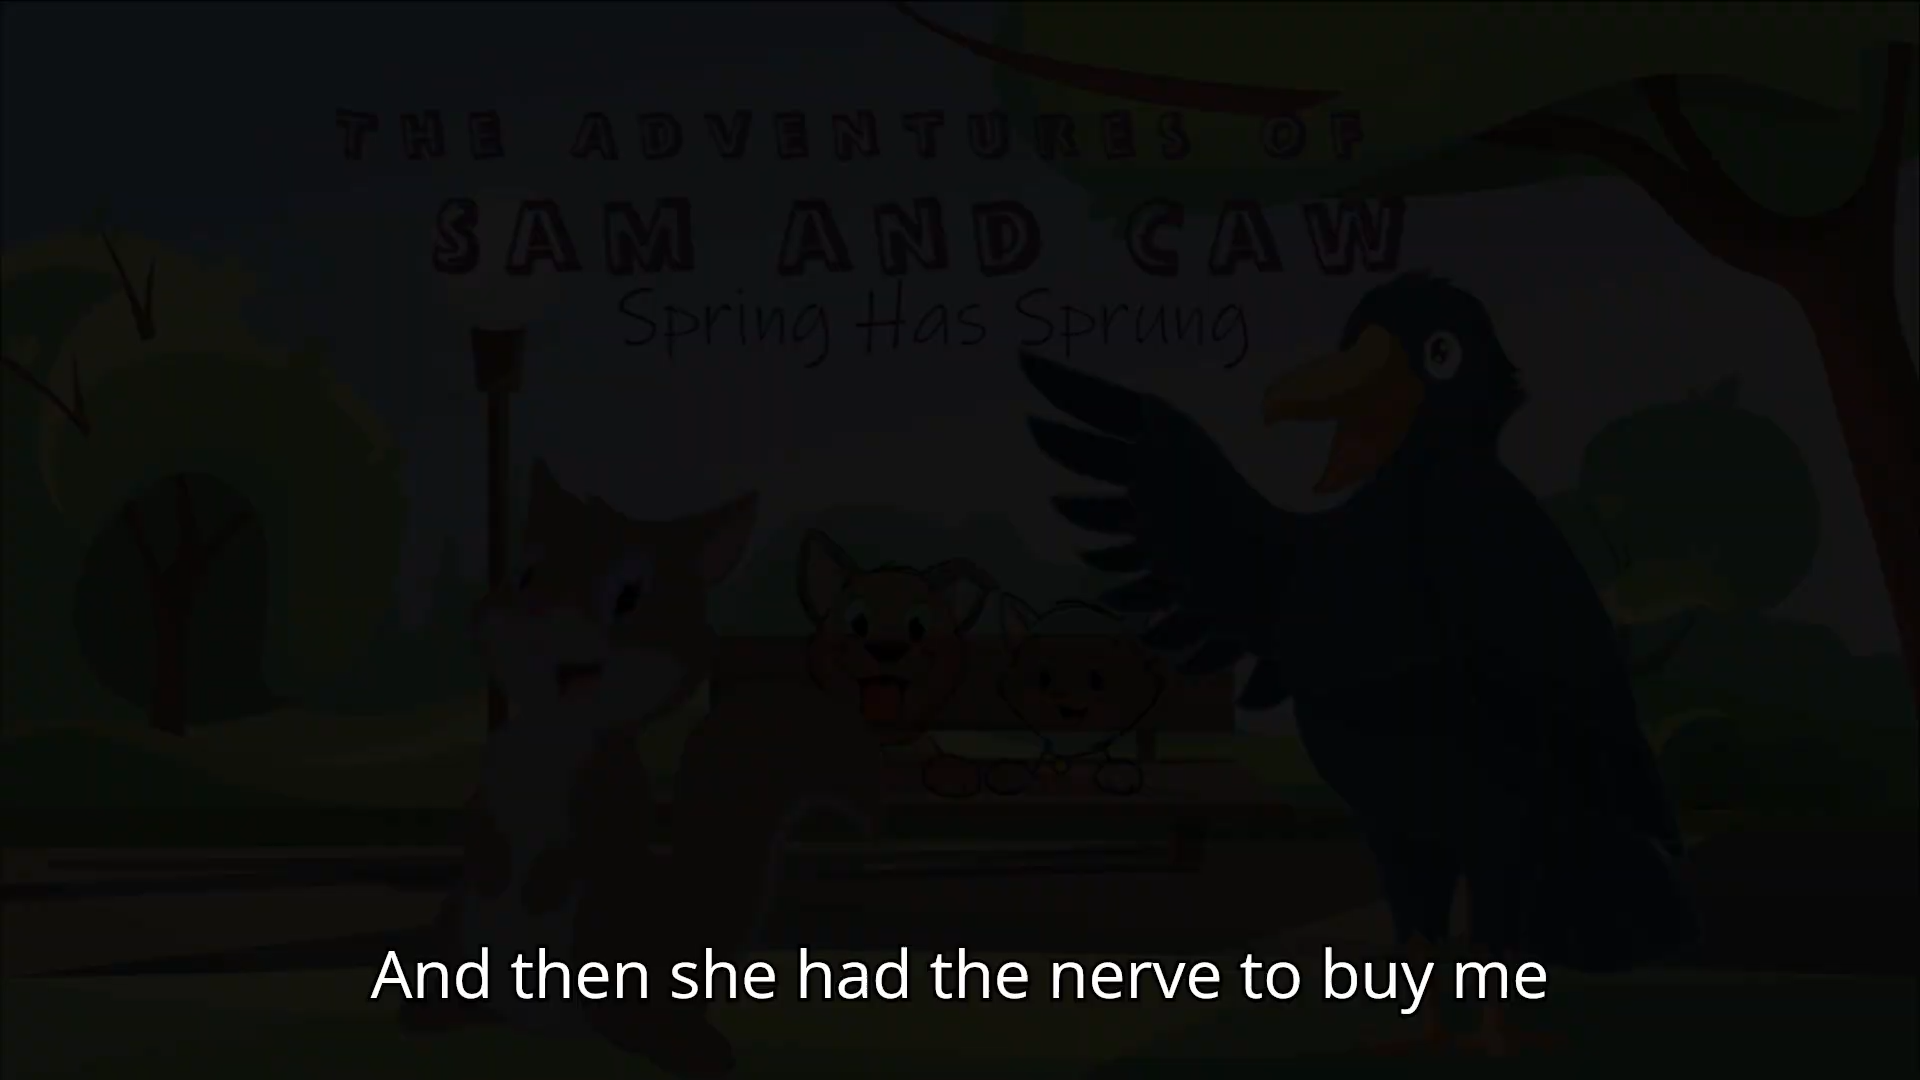 THE ADVENTURES OF
SAM AND CAW
Spring Has Sprung
And then she had the nerve to buy me